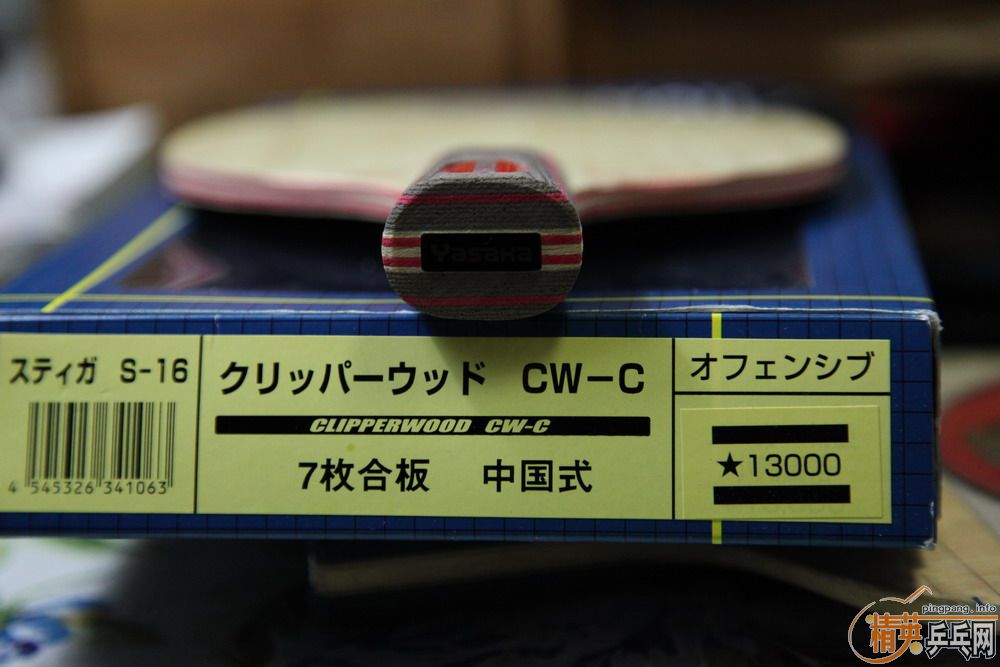 Yasaka
スティガ S-16
4 545326 341063
クリッパーウッド CW-C
CLIPPERWOOD CW-C
7枚合板 中国式
オフェンシブ
★13000
pingpang.info
精英乒乓网